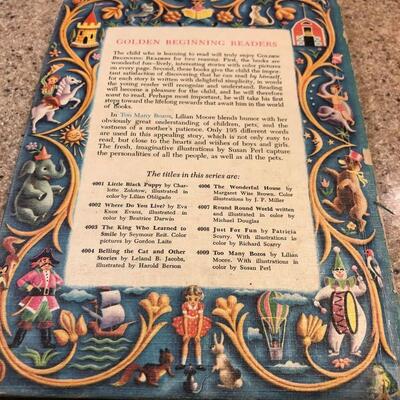 GOLDEN BEGINNING READERS
The child who is learning to read will truly enjoy GOLDEN
BEGINNING READERS for two reasons. First, the books are
wonderful fun—lively, interesting stories with color pictures
on every page. Second, these books give the child the impor-
tant satisfaction of discovering that he can read by himself,
for each story is written with delightful simplicity, in words
the young reader will recognize and understand. Reading
will become a pleasure for the child, and he will therefore
want to read. Perhaps most important, he will take his first
steps toward the lifelong rewards that await him in the world
of books.
In TOO MANY BOZOS, Lilian Moore blends humor with her
obviously great understanding of children, pets, and the
vastness of a mother's patience. Only 195 different words
are used in this appealing story, which is not only easy to
read, but close to the hearts and wishes of boys and girls.
The fresh, imaginative illustrations by Susan Perl capture
the personalities of all the people, as well as all the pets.
The titles in this series are:
4001 Little Black Puppy by Char-
lotte Zolotow, illustrated in
color by Lilian Obligado
4002 Where Do You Live? by Eva
Knox Evans, illustrated in
color by Beatrice Darwin
4003 The King Who Learned to
Smile by Seymour Reit. Color
pictures by Gordon Laite
4004 Belling the Cat and Other
Stories by Leland B. Jacobs,
illustrated by Harold Berson
4006 The Wonderful House by
Margaret Wise Brown. Color
illustrations by J. P. Miller
4007 Round Round World written
and illustrated in color by
Michael Douglas
4008 Just For Fun by Patricia
Scarry. With illustrations in
color by Richard Scarry
4009 Too Many Bozos by Lilian
Moore. With illustrations in
color by Susan Perl